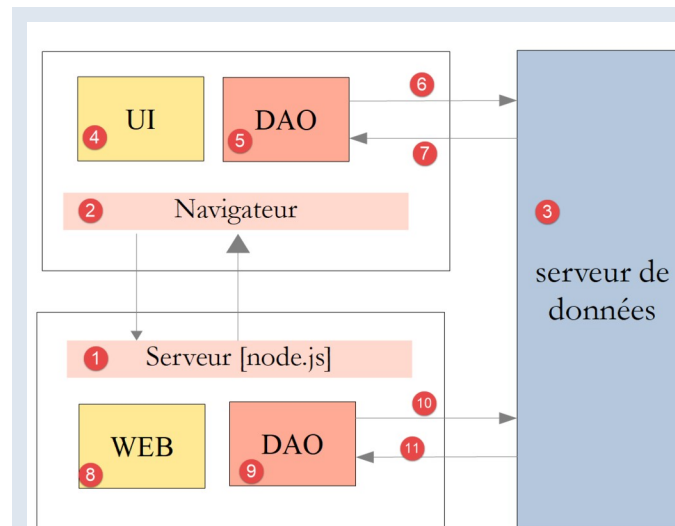 UI
4
DAO
5
6
7
2
Navigateur
3
serveur de
données
1
Serveur [node.js]
WEB
8
DAO
9
10
11